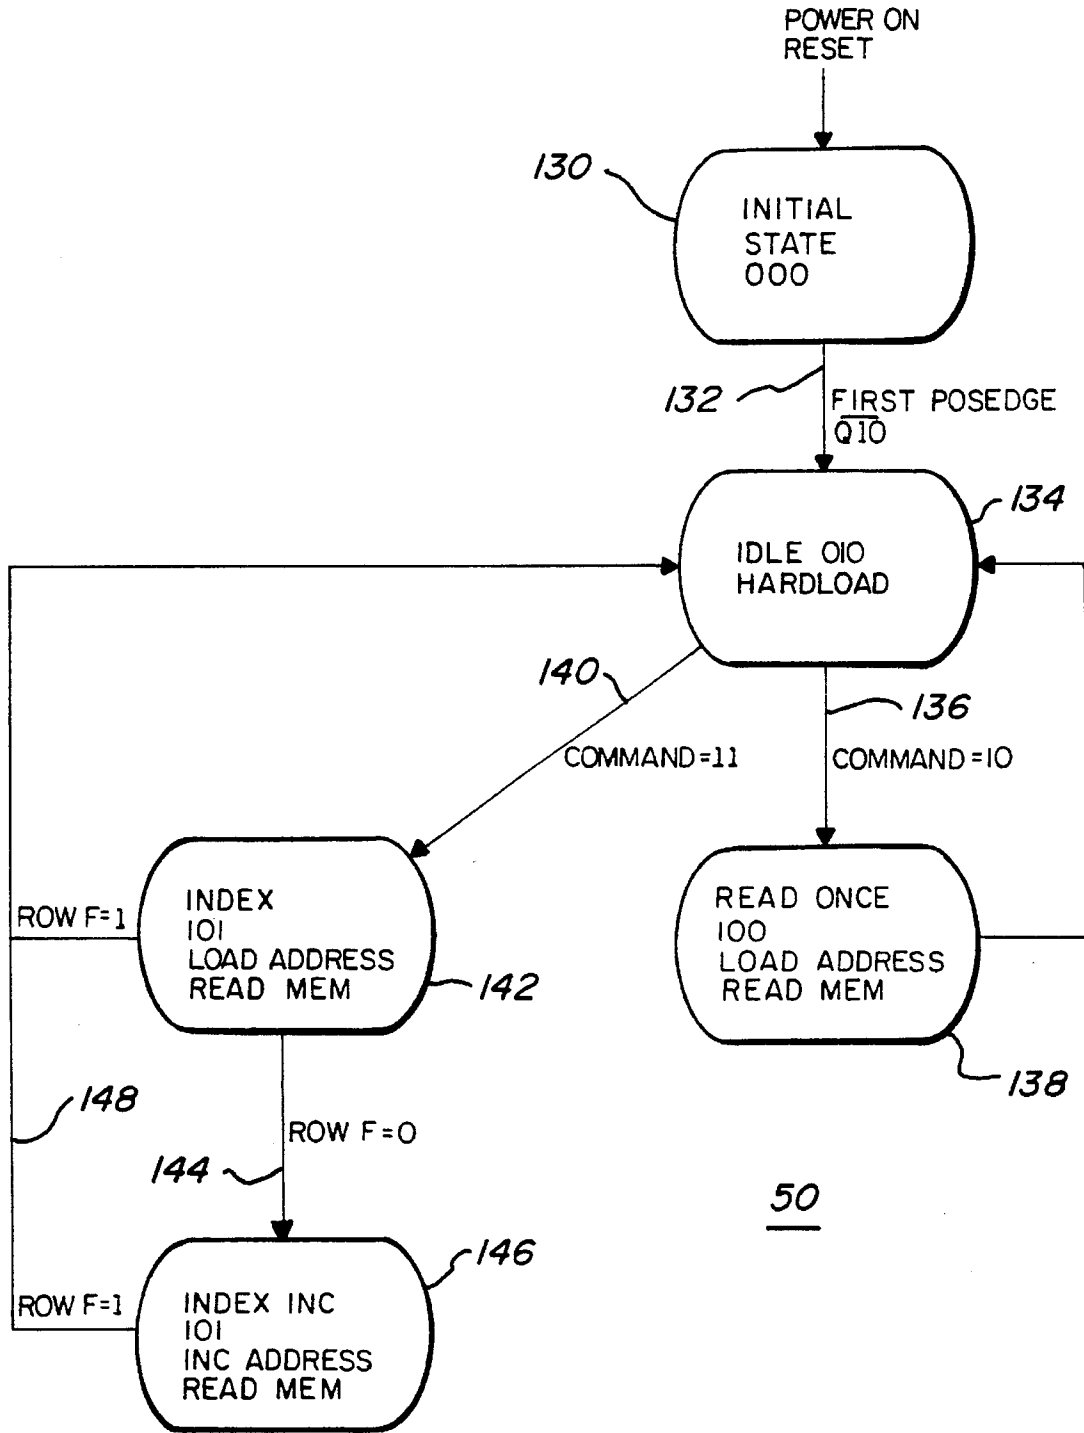 POWER ON
RESET
130
INITIAL
STATE
000
132
FIRST POSEDGE
Q10
134
IDLE 010
HARDLOAD
140
136
COMMAND=11
COMMAND=10
INDEX
101
LOAD ADDRESS
READ MEM
ROW F=1
142
READ ONCE
100
LOAD ADDRESS
READ MEM
138
148
ROW F=0
144
50
146
ROW F=1
INDEX INC
101
INC ADDRESS
READ MEM